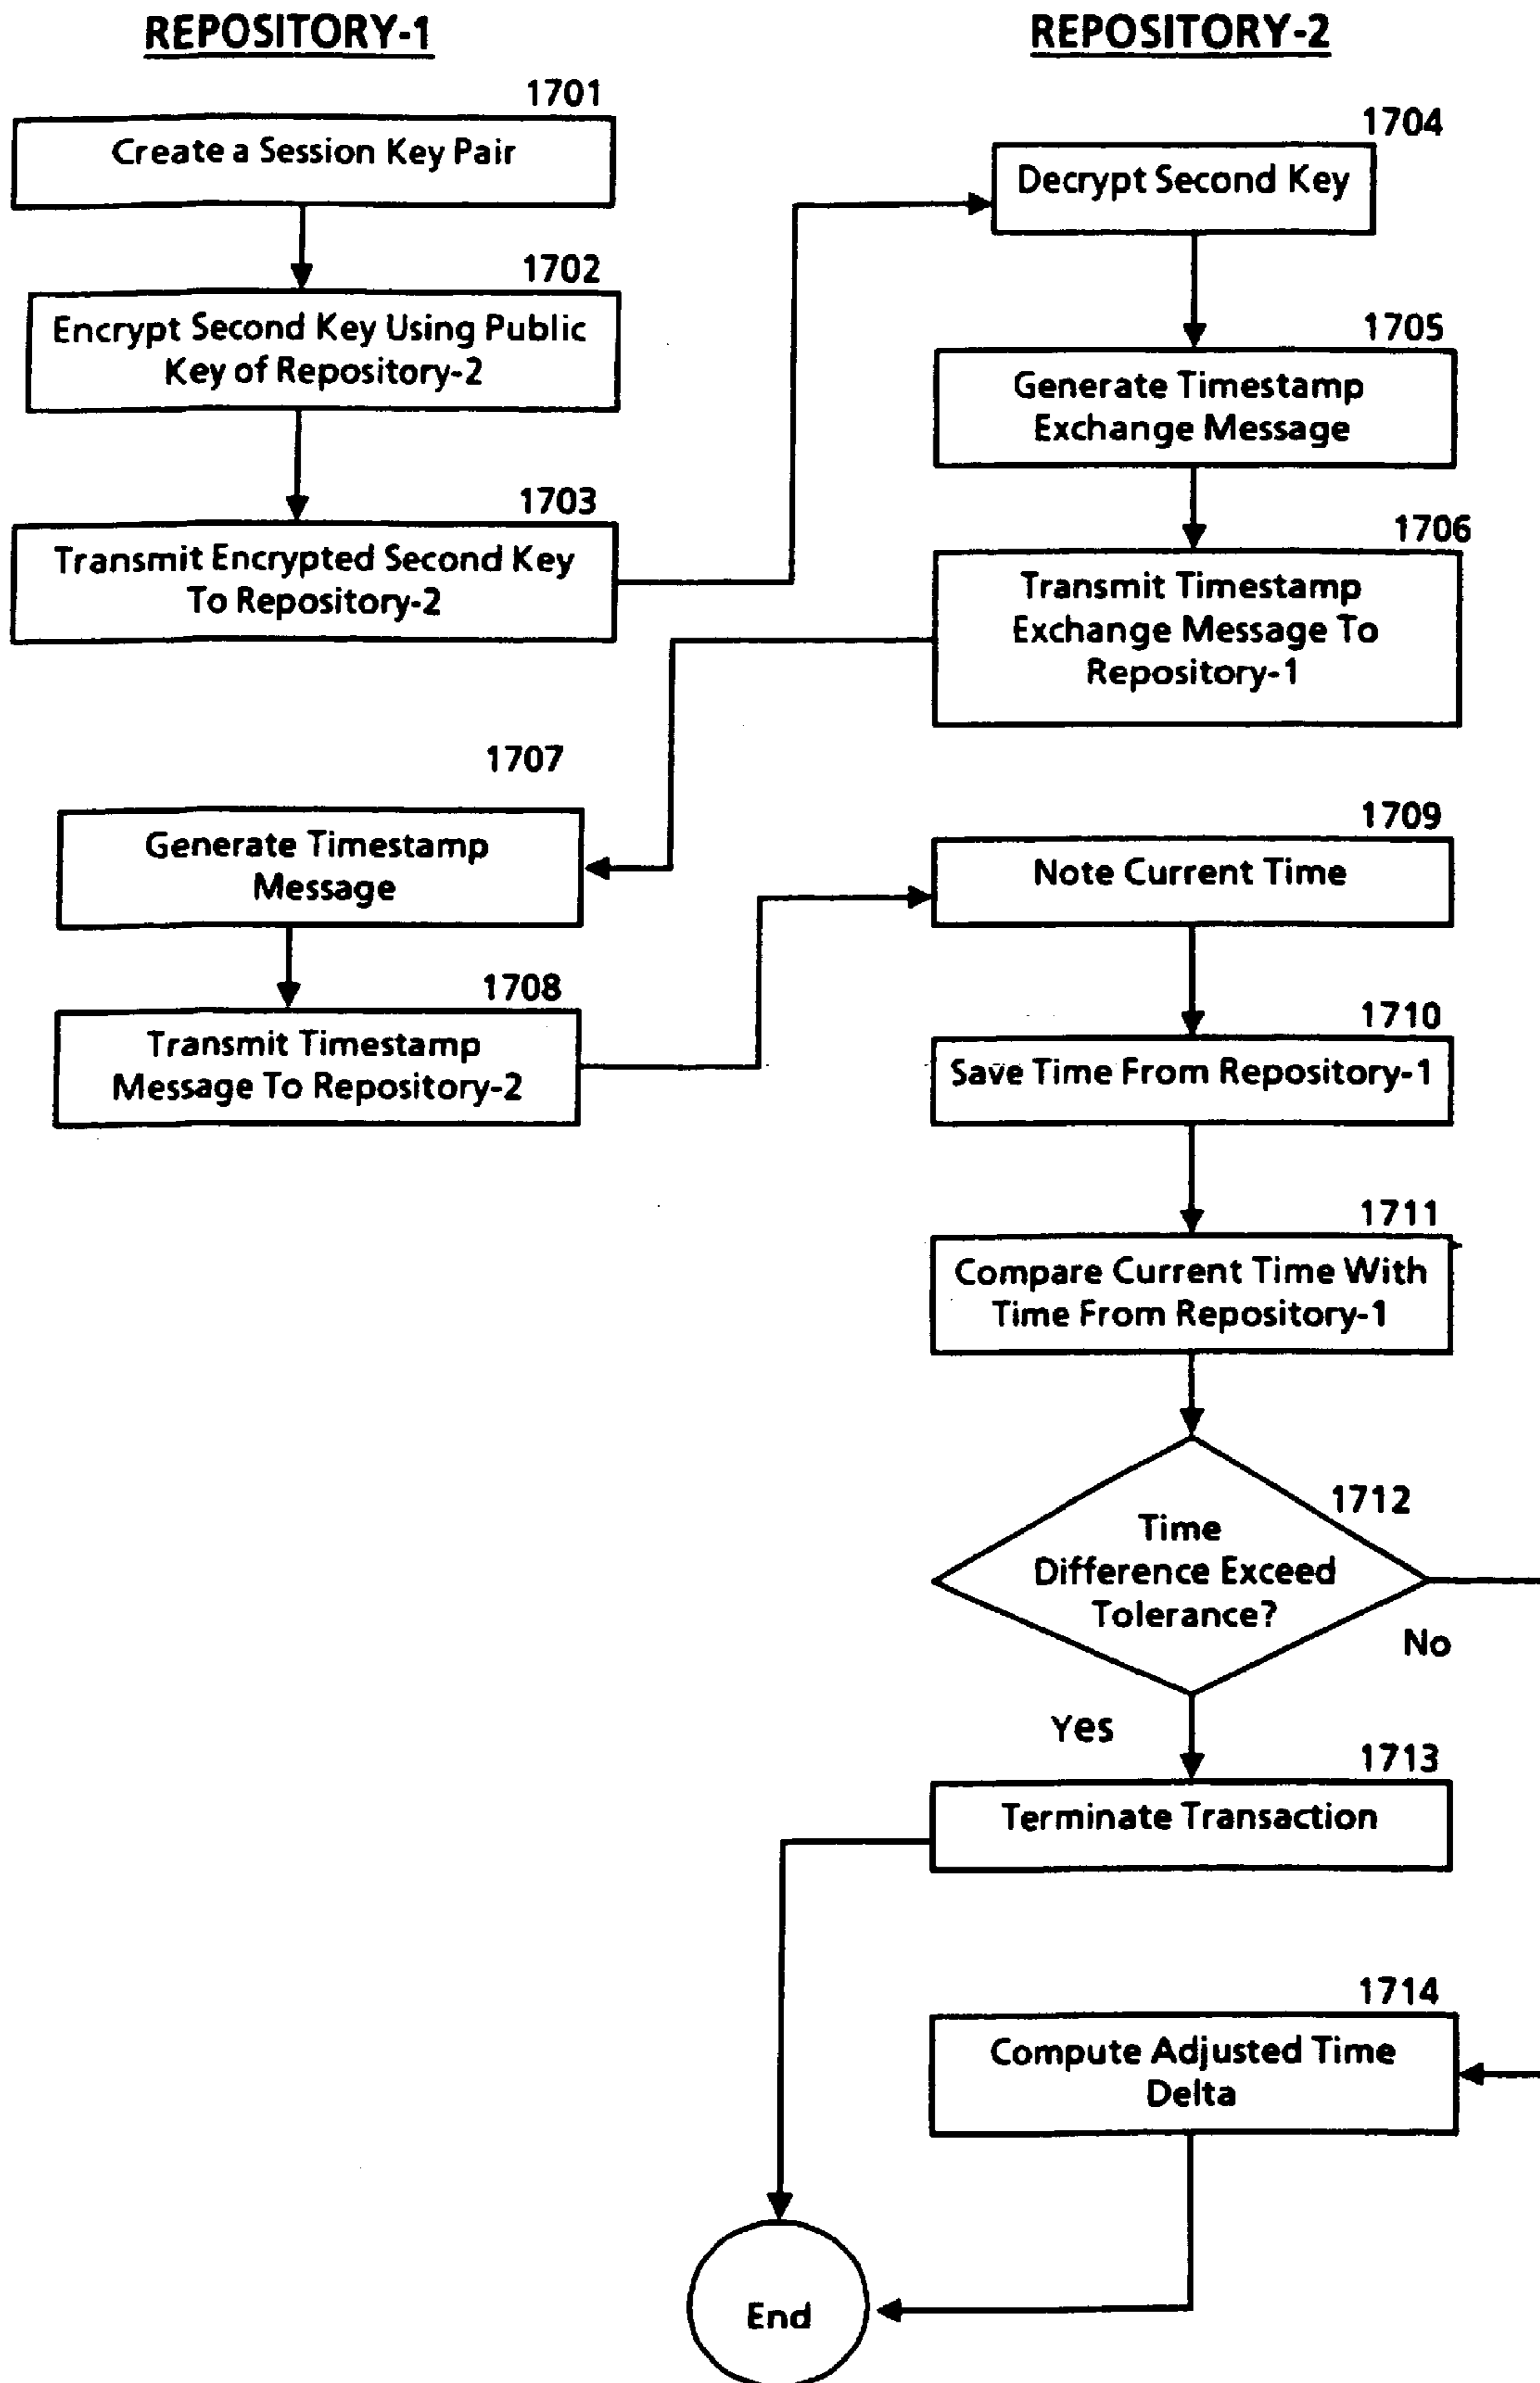 REPOSITORY-1
REPOSITORY-2
1701
Create a Session Key Pair
1702
Encrypt Second Key Using Public
Key of Repository-2
1703
Transmit Encrypted Second Key
To Repository-2
1704
Decrypt Second Key
1705
Generate Timestamp
Exchange Message
1706
Transmit Timestamp
Exchange Message To
Repository-1
1707
Generate Timestamp
Message
1708
Transmit Timestamp
Message To Repository-2
1709
Note Current Time
1710
Save Time From Repository-1
1711
Compare Current Time With
Time From Repository-1
1712
Time
Difference Exceed
Tolerance?
No
Yes
1713
Terminate Transaction
1714
Compute Adjusted Time
Delta
End